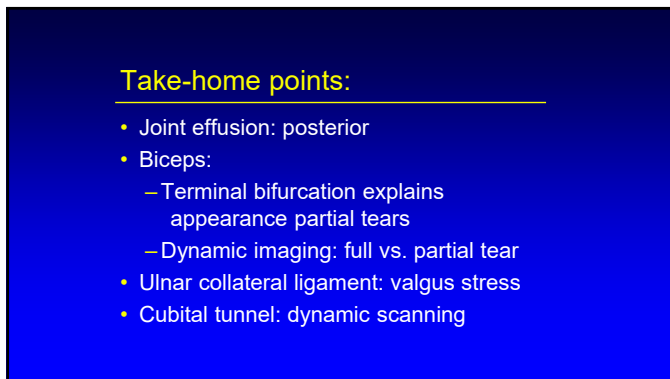 Take-home points:
• Joint effusion: posterior
• Biceps:
–Terminal bifurcation explains
appearance partial tears
–Dynamic imaging: full vs. partial tear
• Ulnar collateral ligament: valgus stress
• Cubital tunnel: dynamic scanning